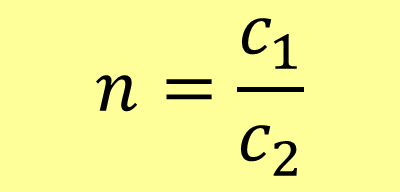 n = c₁/c₂